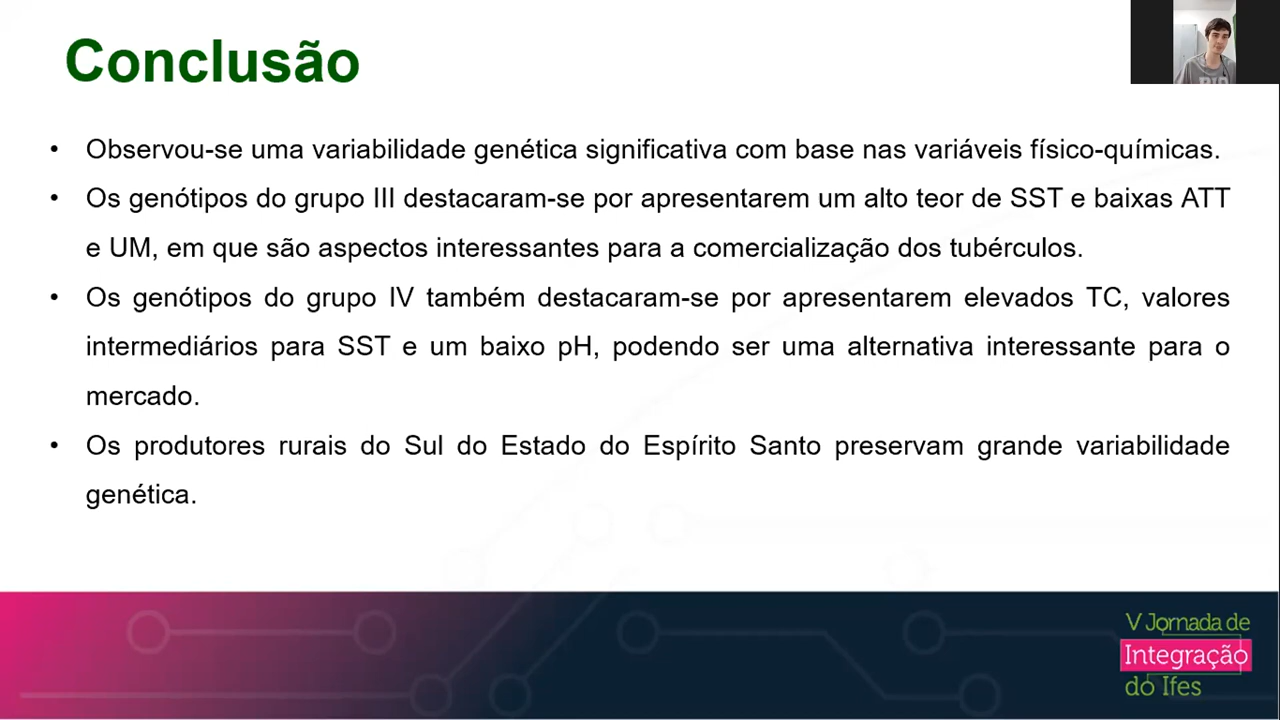 Conclusão
• Observou-se uma variabilidade genética significativa com base nas variáveis físico-químicas.
• Os genótipos do grupo III destacaram-se por apresentarem um alto teor de SST e baixas ATT
e UM, em que são aspectos interessantes para a comercialização dos tubérculos.
• Os genótipos do grupo IV também destacaram-se por apresentarem elevados TC, valores
intermediários para SST e um baixo pH, podendo ser uma alternativa interessante para o
mercado.
• Os produtores rurais do Sul do Estado do Espírito Santo preservam grande variabilidade
genética.
V Jornada de
Integração
do Ifes